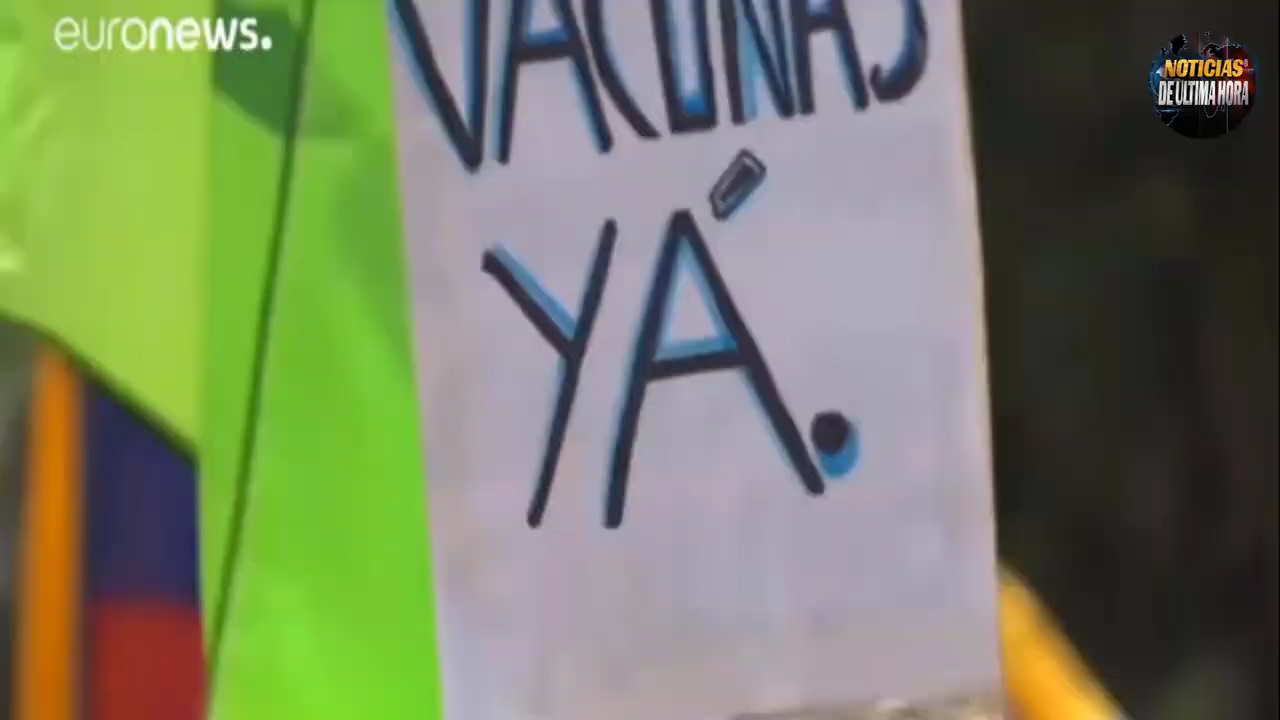 euronews.
NOTICIAS
DE ULTIMA HORA
VACUNAS
YÁ.